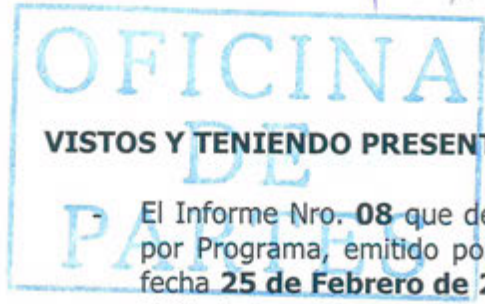 OFICINA
VISTOS Y TENIENDO PRESENT
DE
- El Informe Nro. 08 que de
PARTES
por Programa, emitido po
fecha 25 de Febrero de 2